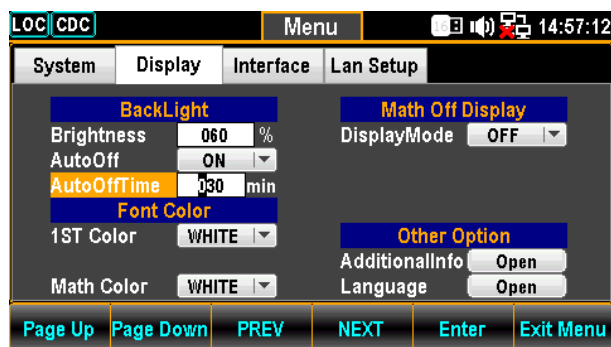 LOC CDC Menu 16 14:57:12
System Display Interface Lan Setup
BackLight
Brightness 060 %
AutoOff ON
AutoOffTime 030 min
Font Color
1ST Color WHITE
Math Color WHITE
Math Off Display
DisplayMode OFF
Other Option
AdditionalInfo Open
Language Open
Page Up Page Down PREV NEXT Enter Exit Menu